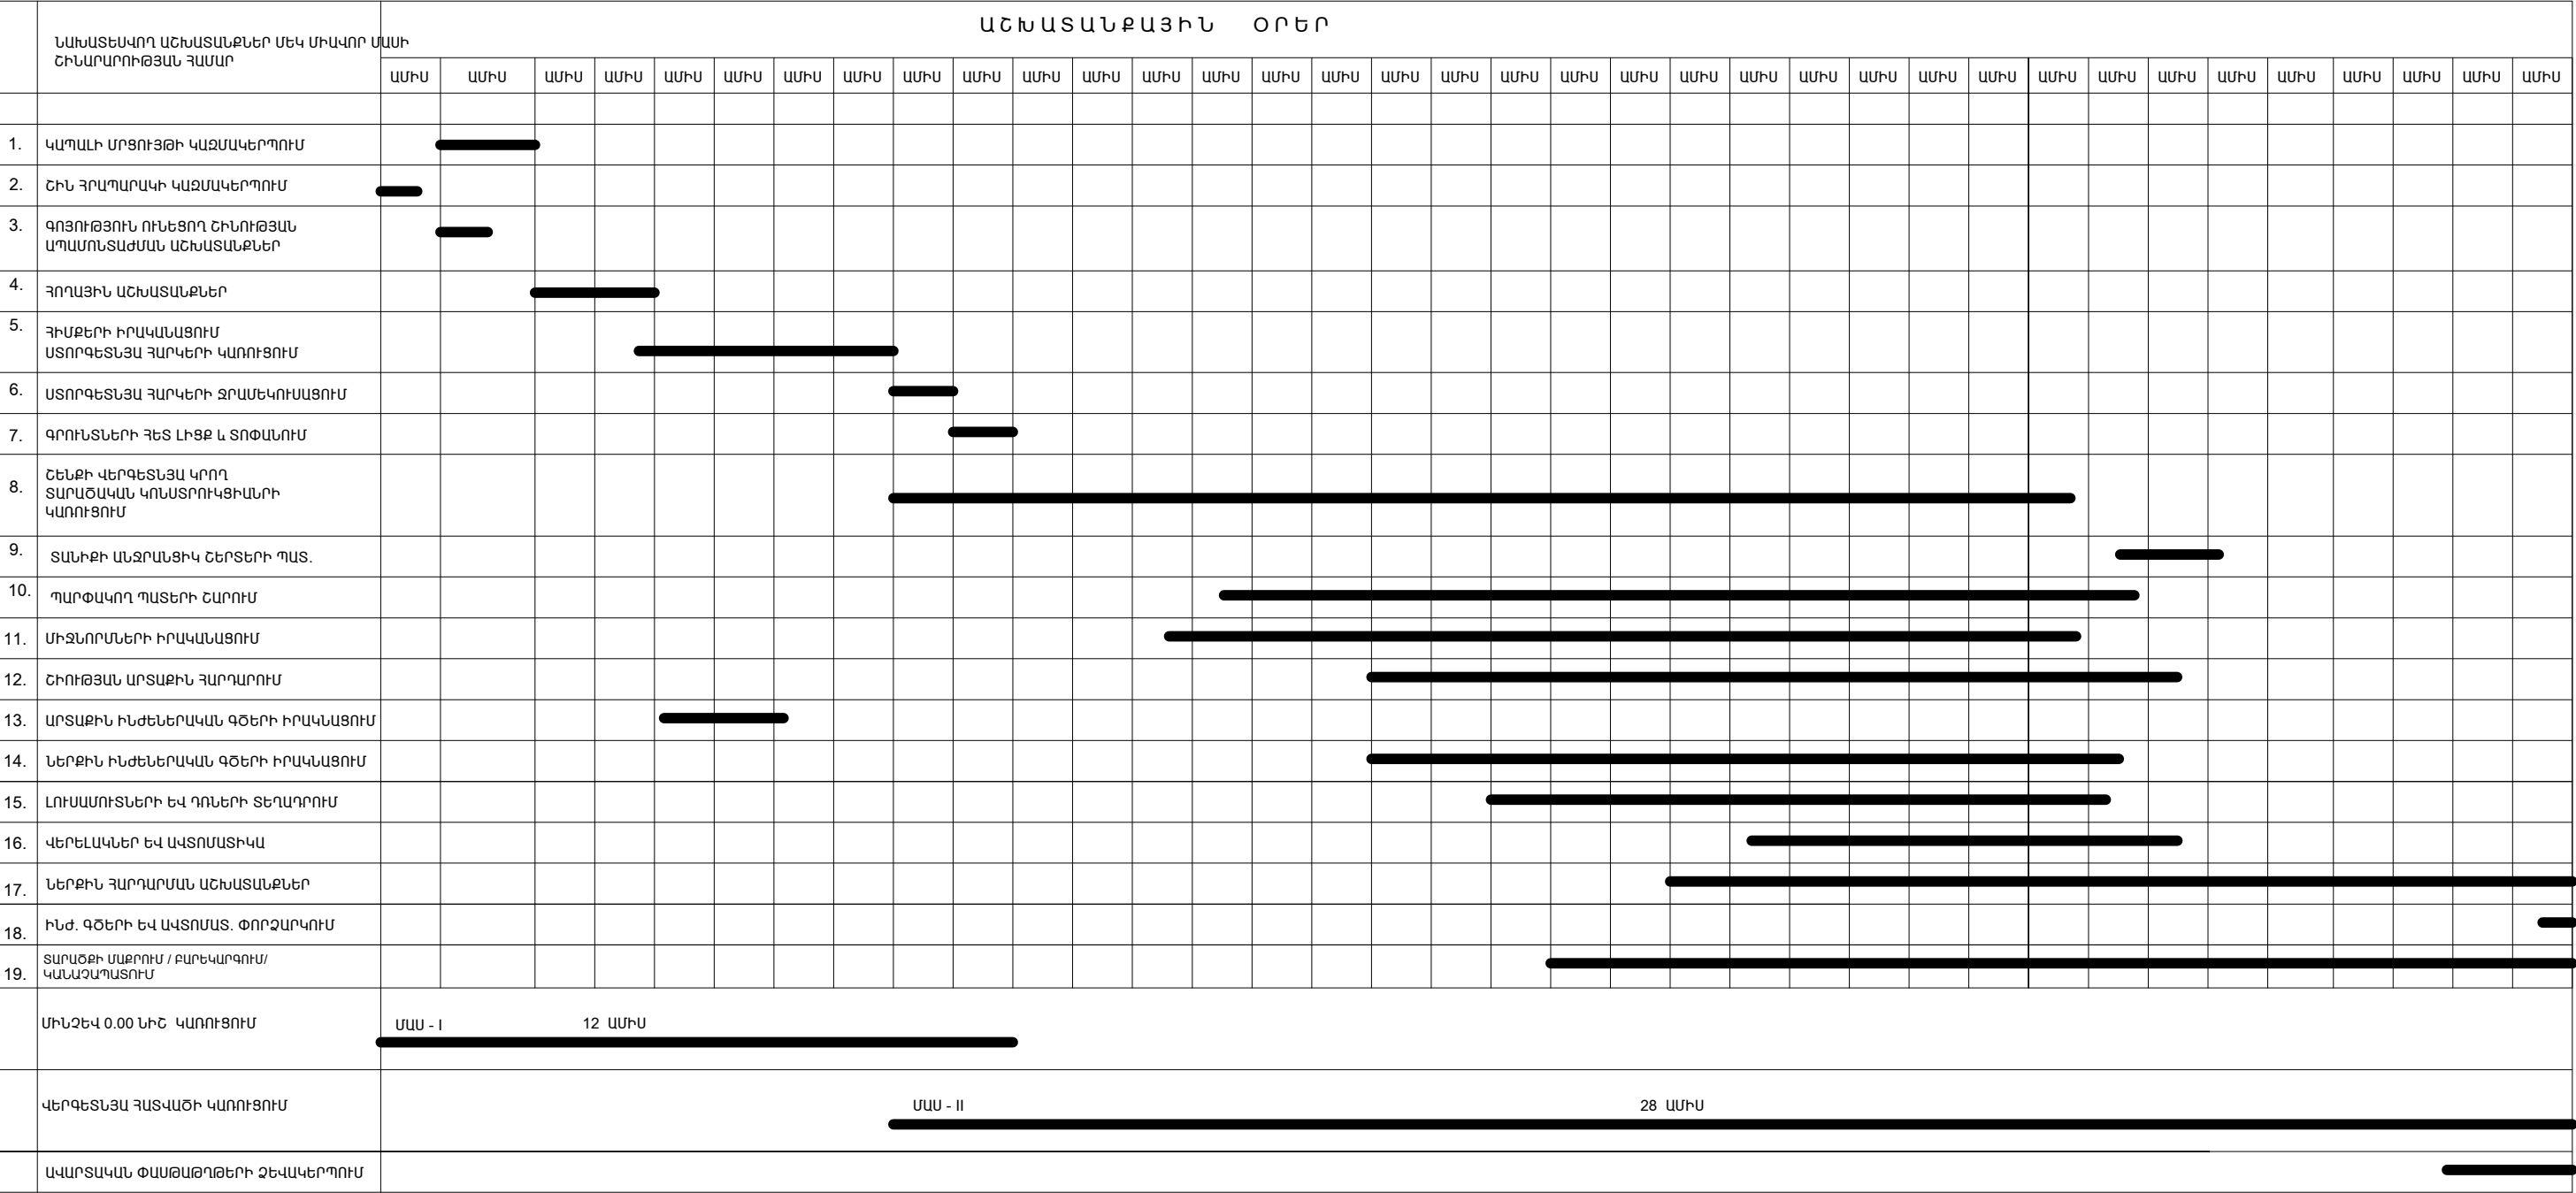 ԱՇԽԱՏԱՆՔԱՅԻՆ ՕՐԵՐ
ՆԱԽԱՏԵՍՎՈՂ ԱՇԽԱՏԱՆՔՆԵՐ ՄԵԿ ՄԻԱՎՈՐ ՄԱՍԻ
ՇԻՆԱՐԱՐՈՒԹՅԱՆ ՀԱՄԱՐ
ԱՄԻՍ ԱՄԻՍ ԱՄԻՍ ԱՄԻՍ ԱՄԻՍ ԱՄԻՍ ԱՄԻՍ ԱՄԻՍ ԱՄԻՍ ԱՄԻՍ ԱՄԻՍ ԱՄԻՍ ԱՄԻՍ ԱՄԻՍ ԱՄԻՍ ԱՄԻՍ ԱՄԻՍ ԱՄԻՍ ԱՄԻՍ ԱՄԻՍ ԱՄԻՍ ԱՄԻՍ ԱՄԻՍ ԱՄԻՍ ԱՄԻՍ ԱՄԻՍ ԱՄԻՍ ԱՄԻՍ ԱՄԻՍ ԱՄԻՍ ԱՄԻՍ ԱՄԻՍ ԱՄԻՍ ԱՄԻՍ ԱՄԻՍ ԱՄԻՍ
1. ԿԱՊԱԼԻ ՄՐՑՈՒՅԹԻ ԿԱԶՄԱԿԵՐՊՈՒՄ
2. ՇԻՆ ՀՐԱՊԱՐԱԿԻ ԿԱԶՄԱԿԵՐՊՈՒՄ
3. ԳՈՅՈՒԹՅՈՒՆ ՈՒՆԵՑՈՂ ՇԻՆՈՒԹՅԱՆ
ԱՊԱՄՈՆՏԱԺՄԱՆ ԱՇԽԱՏԱՆՔՆԵՐ
4. ՀՈՂԱՅԻՆ ԱՇԽԱՏԱՆՔՆԵՐ
5. ՀԻՄՔԵՐԻ ԻՐԱԿԱՆԱՑՈՒՄ
ՍՏՈՐԳԵՏՆՅԱ ՀԱՐԿԵՐԻ ԿԱՌՈՒՑՈՒՄ
6. ՍՏՈՐԳԵՏՆՅԱ ՀԱՐԿԵՐԻ ՋՐԱՄԵԿՈՒՍԱՑՈՒՄ
7. ԳՐՈՒՆՏՆԵՐԻ ՀԵՏ ԼԻՑՔ և ՏՈՓԱՆՈՒՄ
8. ՇԵՆՔԻ ՎԵՐԳԵՏՆՅԱ ԿՐՈՂ
ՏԱՐԱԾԱԿԱՆ ԿՈՆՍՏՐՈՒԿՑԻԱՆՐԻ
ԿԱՌՈՒՑՈՒՄ
9. ՏԱՆԻՔԻ ԱՆՋՐԱՆՑԻԿ ՇԵՐՏԵՐԻ ՊԱՏ.
10. ՊԱՐՓԱԿՈՂ ՊԱՏԵՐԻ ՇԱՐՈՒՄ
11. ՄԻՋՆՈՐՄՆԵՐԻ ԻՐԱԿԱՆԱՑՈՒՄ
12. ՇԻՈՒԹՅԱՆ ԱՐՏԱՔԻՆ ՀԱՐԴԱՐՈՒՄ
13. ԱՐՏԱՔԻՆ ԻՆԺԵՆԵՐԱԿԱՆ ԳԾԵՐԻ ԻՐԱԿՆԱՑՈՒՄ
14. ՆԵՐՔԻՆ ԻՆԺԵՆԵՐԱԿԱՆ ԳԾԵՐԻ ԻՐԱԿՆԱՑՈՒՄ
15. ԼՈՒՍԱՄՈՒՏՆԵՐԻ ԵՎ ԴՌՆԵՐԻ ՏԵՂԱԴՐՈՒՄ
16. ՎԵՐԵԼԱԿՆԵՐ ԵՎ ԱՎՏՈՄԱՏԻԿԱ
17. ՆԵՐՔԻՆ ՀԱՐԴԱՐՄԱՆ ԱՇԽԱՏԱՆՔՆԵՐ
18. ԻՆԺ. ԳԾԵՐԻ ԵՎ ԱՎՏՈՄԱՏ. ՓՈՐՁԱՐԿՈՒՄ
19. ՏԱՐԱԾՔԻ ՄԱՔՐՈՒՄ / ԲԱՐԵԿԱՐԳՈՒՄ/
ԿԱՆԱՉԱՊԱՏՈՒՄ
ՄԻՆՉԵՎ 0.00 ՆԻՇ ԿԱՌՈՒՑՈՒՄ ՄԱՍ - I 12 ԱՄԻՍ
ՎԵՐԳԵՏՆՅԱ ՀԱՏՎԱԾԻ ԿԱՌՈՒՑՈՒՄ ՄԱՍ - II 28 ԱՄԻՍ
ԱՎԱՐՏԱԿԱՆ ՓԱՍԹԱԹՂԹԵՐԻ ՁԵՎԱԿԵՐՊՈՒՄ